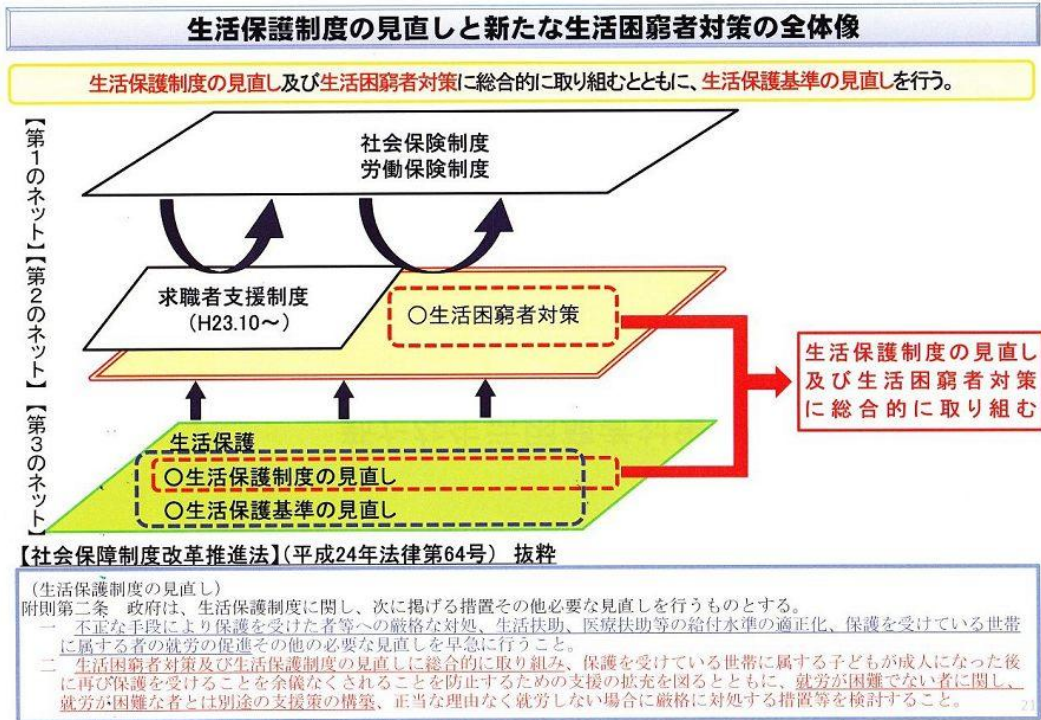 生活保護制度の見直しと新たな生活困窮者対策の全体像
生活保護制度の見直し及び生活困窮者対策に総合的に取り組むとともに、生活保護基準の見直しを行う。
【第1のネット】
社会保険制度
労働保険制度
【第2のネット】
求職者支援制度
(H23.10～)
○生活困窮者対策
生活保護制度の見直し
及び生活困窮者対策
に総合的に取り組む
【第3のネット】
生活保護
○生活保護制度の見直し
○生活保護基準の見直し
【社会保障制度改革推進法】(平成24年法律第64号) 抜粋
(生活保護制度の見直し)
附則第二条 政府は、生活保護制度に関し、次に掲げる措置その他必要な見直しを行うものとする。
一 不正な手段により保護を受けた者等への厳格な対処、生活扶助、医療扶助等の給付水準の適正化、保護を受けている世帯
に属する者の就労の促進その他の必要な見直しを早急に行うこと。
二 生活困窮者対策及び生活保護制度の見直しに総合的に取り組み、保護を受けている世帯に属する子どもが成人になった後
に再び保護を受けることを余儀なくされることを防止するための支援の拡充を図るとともに、就労が困難でない者に関し、
就労が困難な者とは別途の支援策の構築、正当な理由なく就労しない場合に厳格に対処する措置等を検討すること。
21